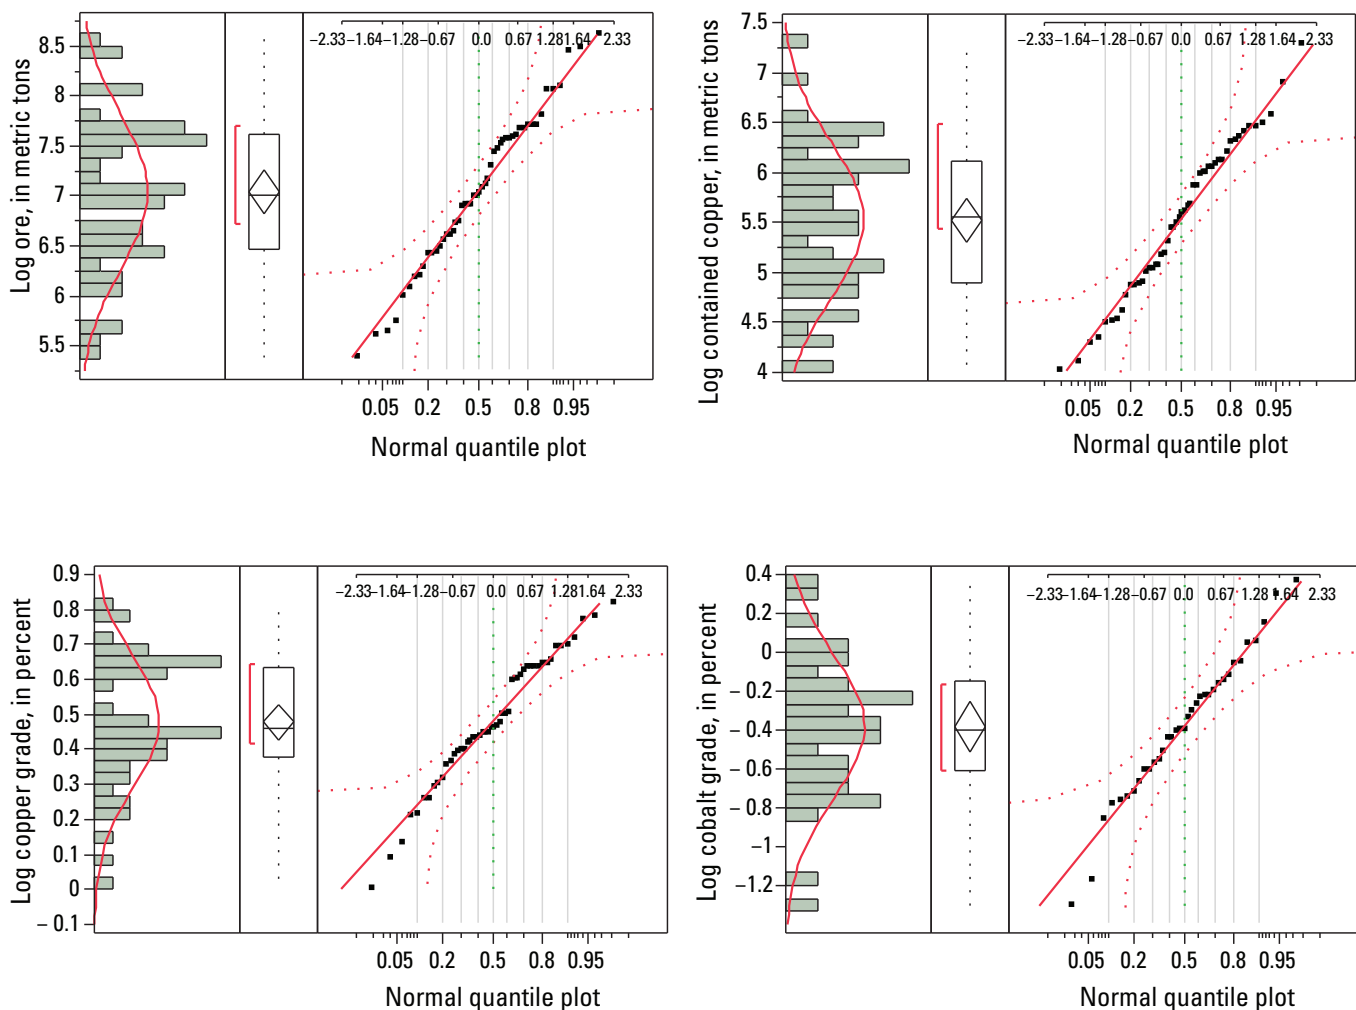 Log ore, in metric tons
8.5
8
7.5
7
6.5
6
5.5
−2.33 −1.64 −1.28 −0.67 0.0 0.67 1.28 1.64 2.33
0.05 0.2 0.5 0.8 0.95
Normal quantile plot
Log contained copper, in metric tons
7.5
7
6.5
6
5.5
5
4.5
4
−2.33 −1.64 −1.28 −0.67 0.0 0.67 1.28 1.64 2.33
0.05 0.2 0.5 0.8 0.95
Normal quantile plot
Log copper grade, in percent
0.9
0.8
0.7
0.6
0.5
0.4
0.3
0.2
0.1
0
−0.1
−2.33 −1.64 −1.28 −0.67 0.0 0.67 1.28 1.64 2.33
0.05 0.2 0.5 0.8 0.95
Normal quantile plot
Log cobalt grade, in percent
0.4
0.2
0
−0.2
−0.4
−0.6
−0.8
−1
−1.2
−2.33 −1.64 −1.28 −0.67 0.0 0.67 1.28 1.64 2.33
0.05 0.2 0.5 0.8 0.95
Normal quantile plot